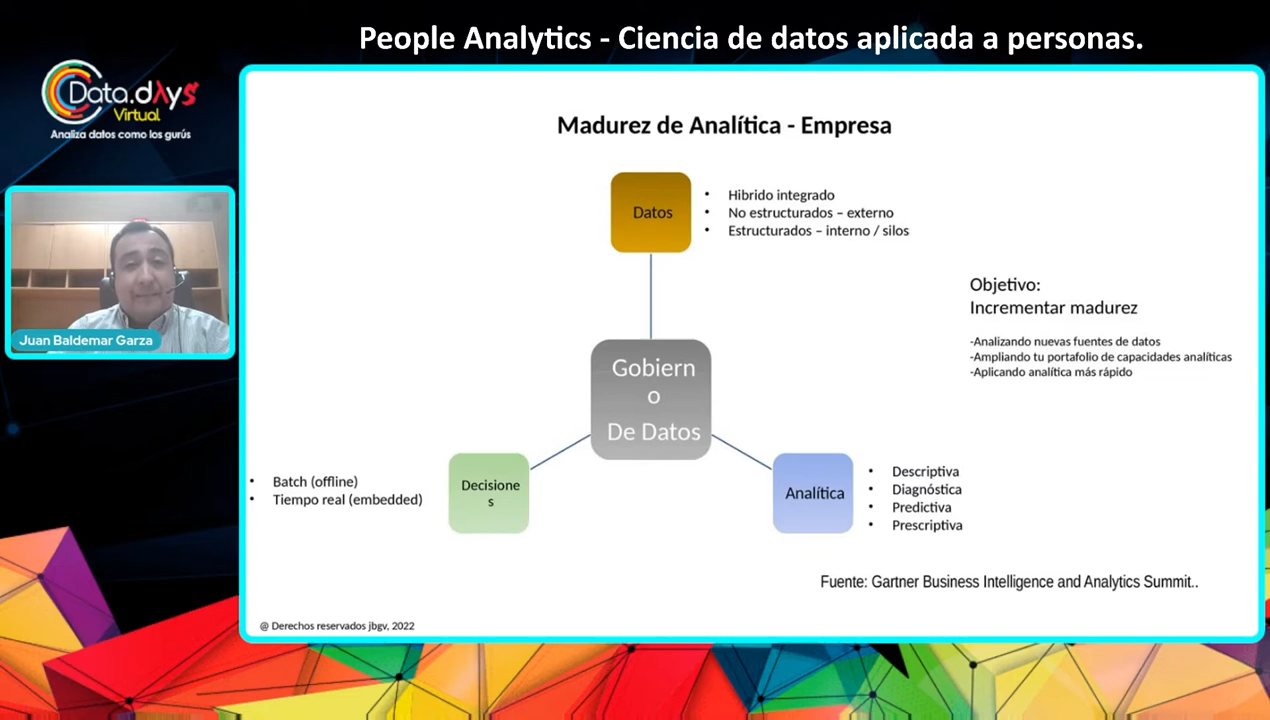 People Analytics - Ciencia de datos aplicada a personas.
Data.dAys
Virtual
Analiza datos como los gurús
Juan Baldemar Garza
Madurez de Analítica - Empresa
Datos
• Hibrido integrado
• No estructurados – externo
• Estructurados – interno / silos
Objetivo:
Incrementar madurez
-Analizando nuevas fuentes de datos
-Ampliando tu portafolio de capacidades analíticas
-Aplicando analítica más rápido
Gobiern
o
De Datos
• Batch (offline)
• Tiempo real (embedded)
Decisione
s
Analítica
• Descriptiva
• Diagnóstica
• Predictiva
• Prescriptiva
Fuente: Gartner Business Intelligence and Analytics Summit..
@ Derechos reservados jbgv, 2022